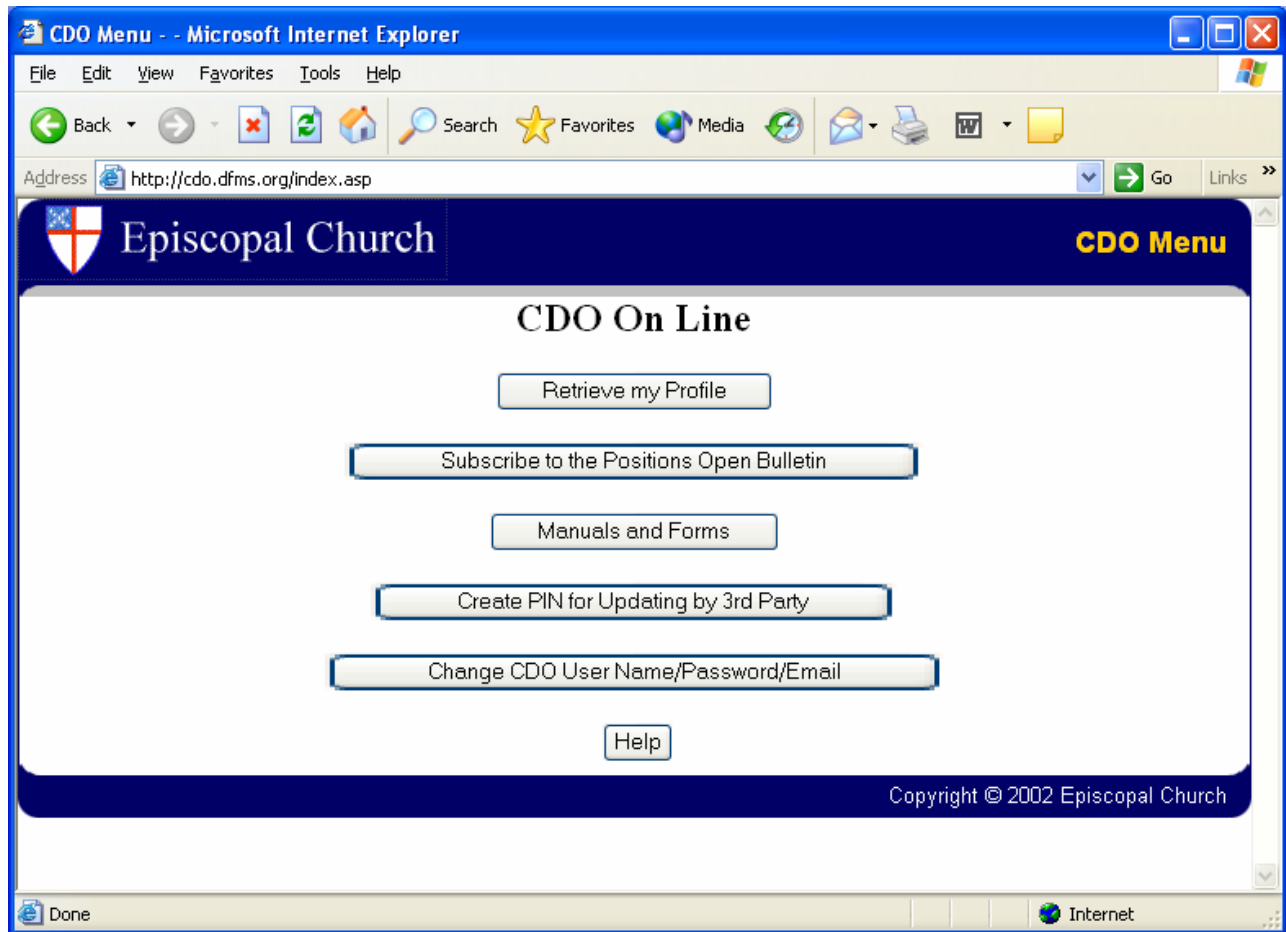 CDO Menu - - Microsoft Internet Explorer
File Edit View Favorites Tools Help
Back Search Favorites Media
Address http://cdo.dfms.org/index.asp Go Links »
Episcopal Church CDO Menu
CDO On Line
Retrieve my Profile
Subscribe to the Positions Open Bulletin
Manuals and Forms
Create PIN for Updating by 3rd Party
Change CDO User Name/Password/Email
Help
Copyright © 2002 Episcopal Church
Done Internet